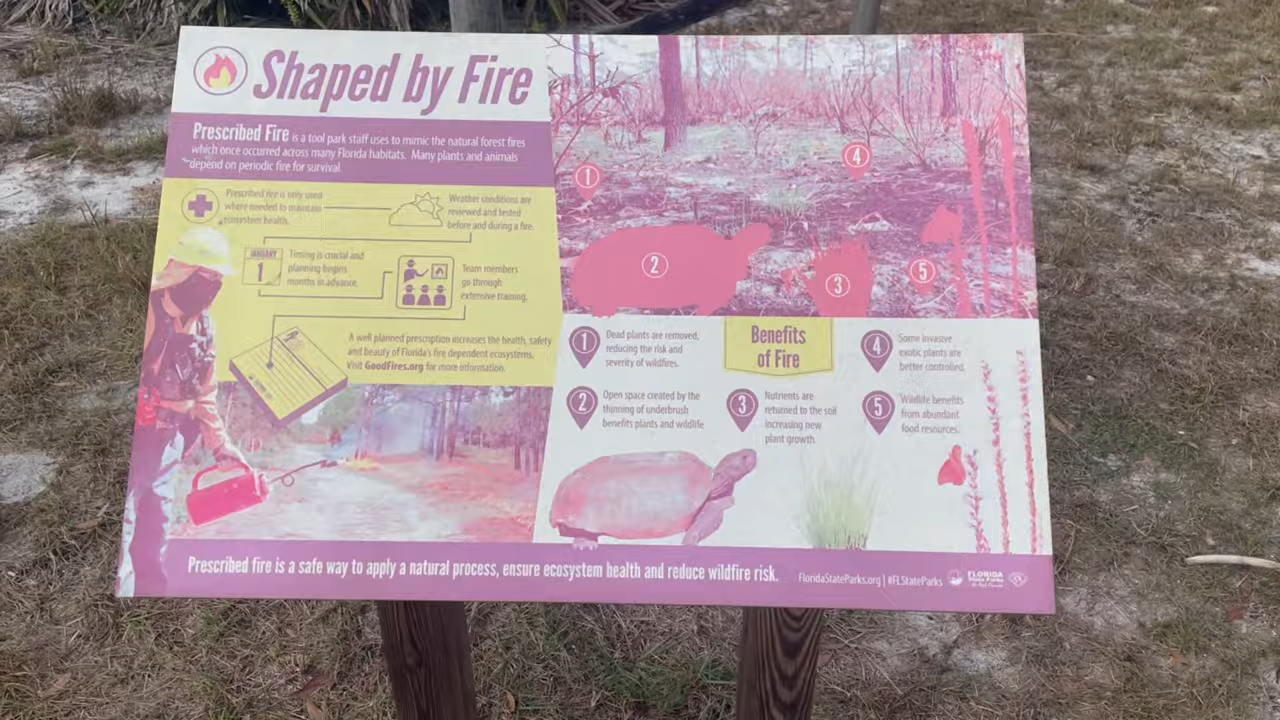 Shaped by Fire
Prescribed Fire is a tool park staff uses to mimic the natural forest fires
which once occurred across many Florida habitats. Many plants and animals
depend on periodic fire for survival.
Prescribed fire is only used
where needed to maintain
ecosystem health.
Weather conditions are
reviewed and tested
before and during a fire.
JANUARY
1
Timing is crucial and
planning begins
months in advance.
Team members
go through
extensive training.
A well planned prescription increases the health, safety
and beauty of Florida's fire dependent ecosystems.
Visit GoodFires.org for more information.
1
4
2
3
5
Benefits
of Fire
1 Dead plants are removed,
reducing the risk and
severity of wildfires.
2 Open space created by the
thinning of underbrush
benefits plants and wildlife
3 Nutrients are
returned to the soil
increasing new
plant growth.
4 Some invasive
exotic plants are
better controlled.
5 Wildlife benefits
from abundant
food resources.
Prescribed fire is a safe way to apply a natural process, ensure ecosystem health and reduce wildfire risk.
FloridaStateParks.org | #FLStateParks
FLORIDA
State Parks